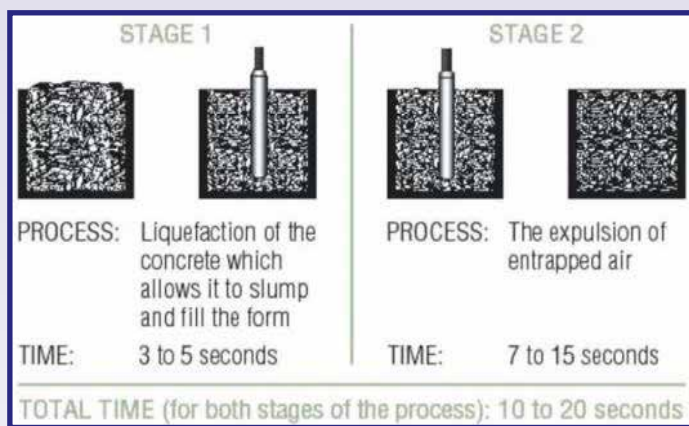 STAGE 1
PROCESS: Liquefaction of the
concrete which
allows it to slump
and fill the form
TIME: 3 to 5 seconds
STAGE 2
PROCESS: The expulsion of
entrapped air
TIME: 7 to 15 seconds
TOTAL TIME (for both stages of the process): 10 to 20 seconds